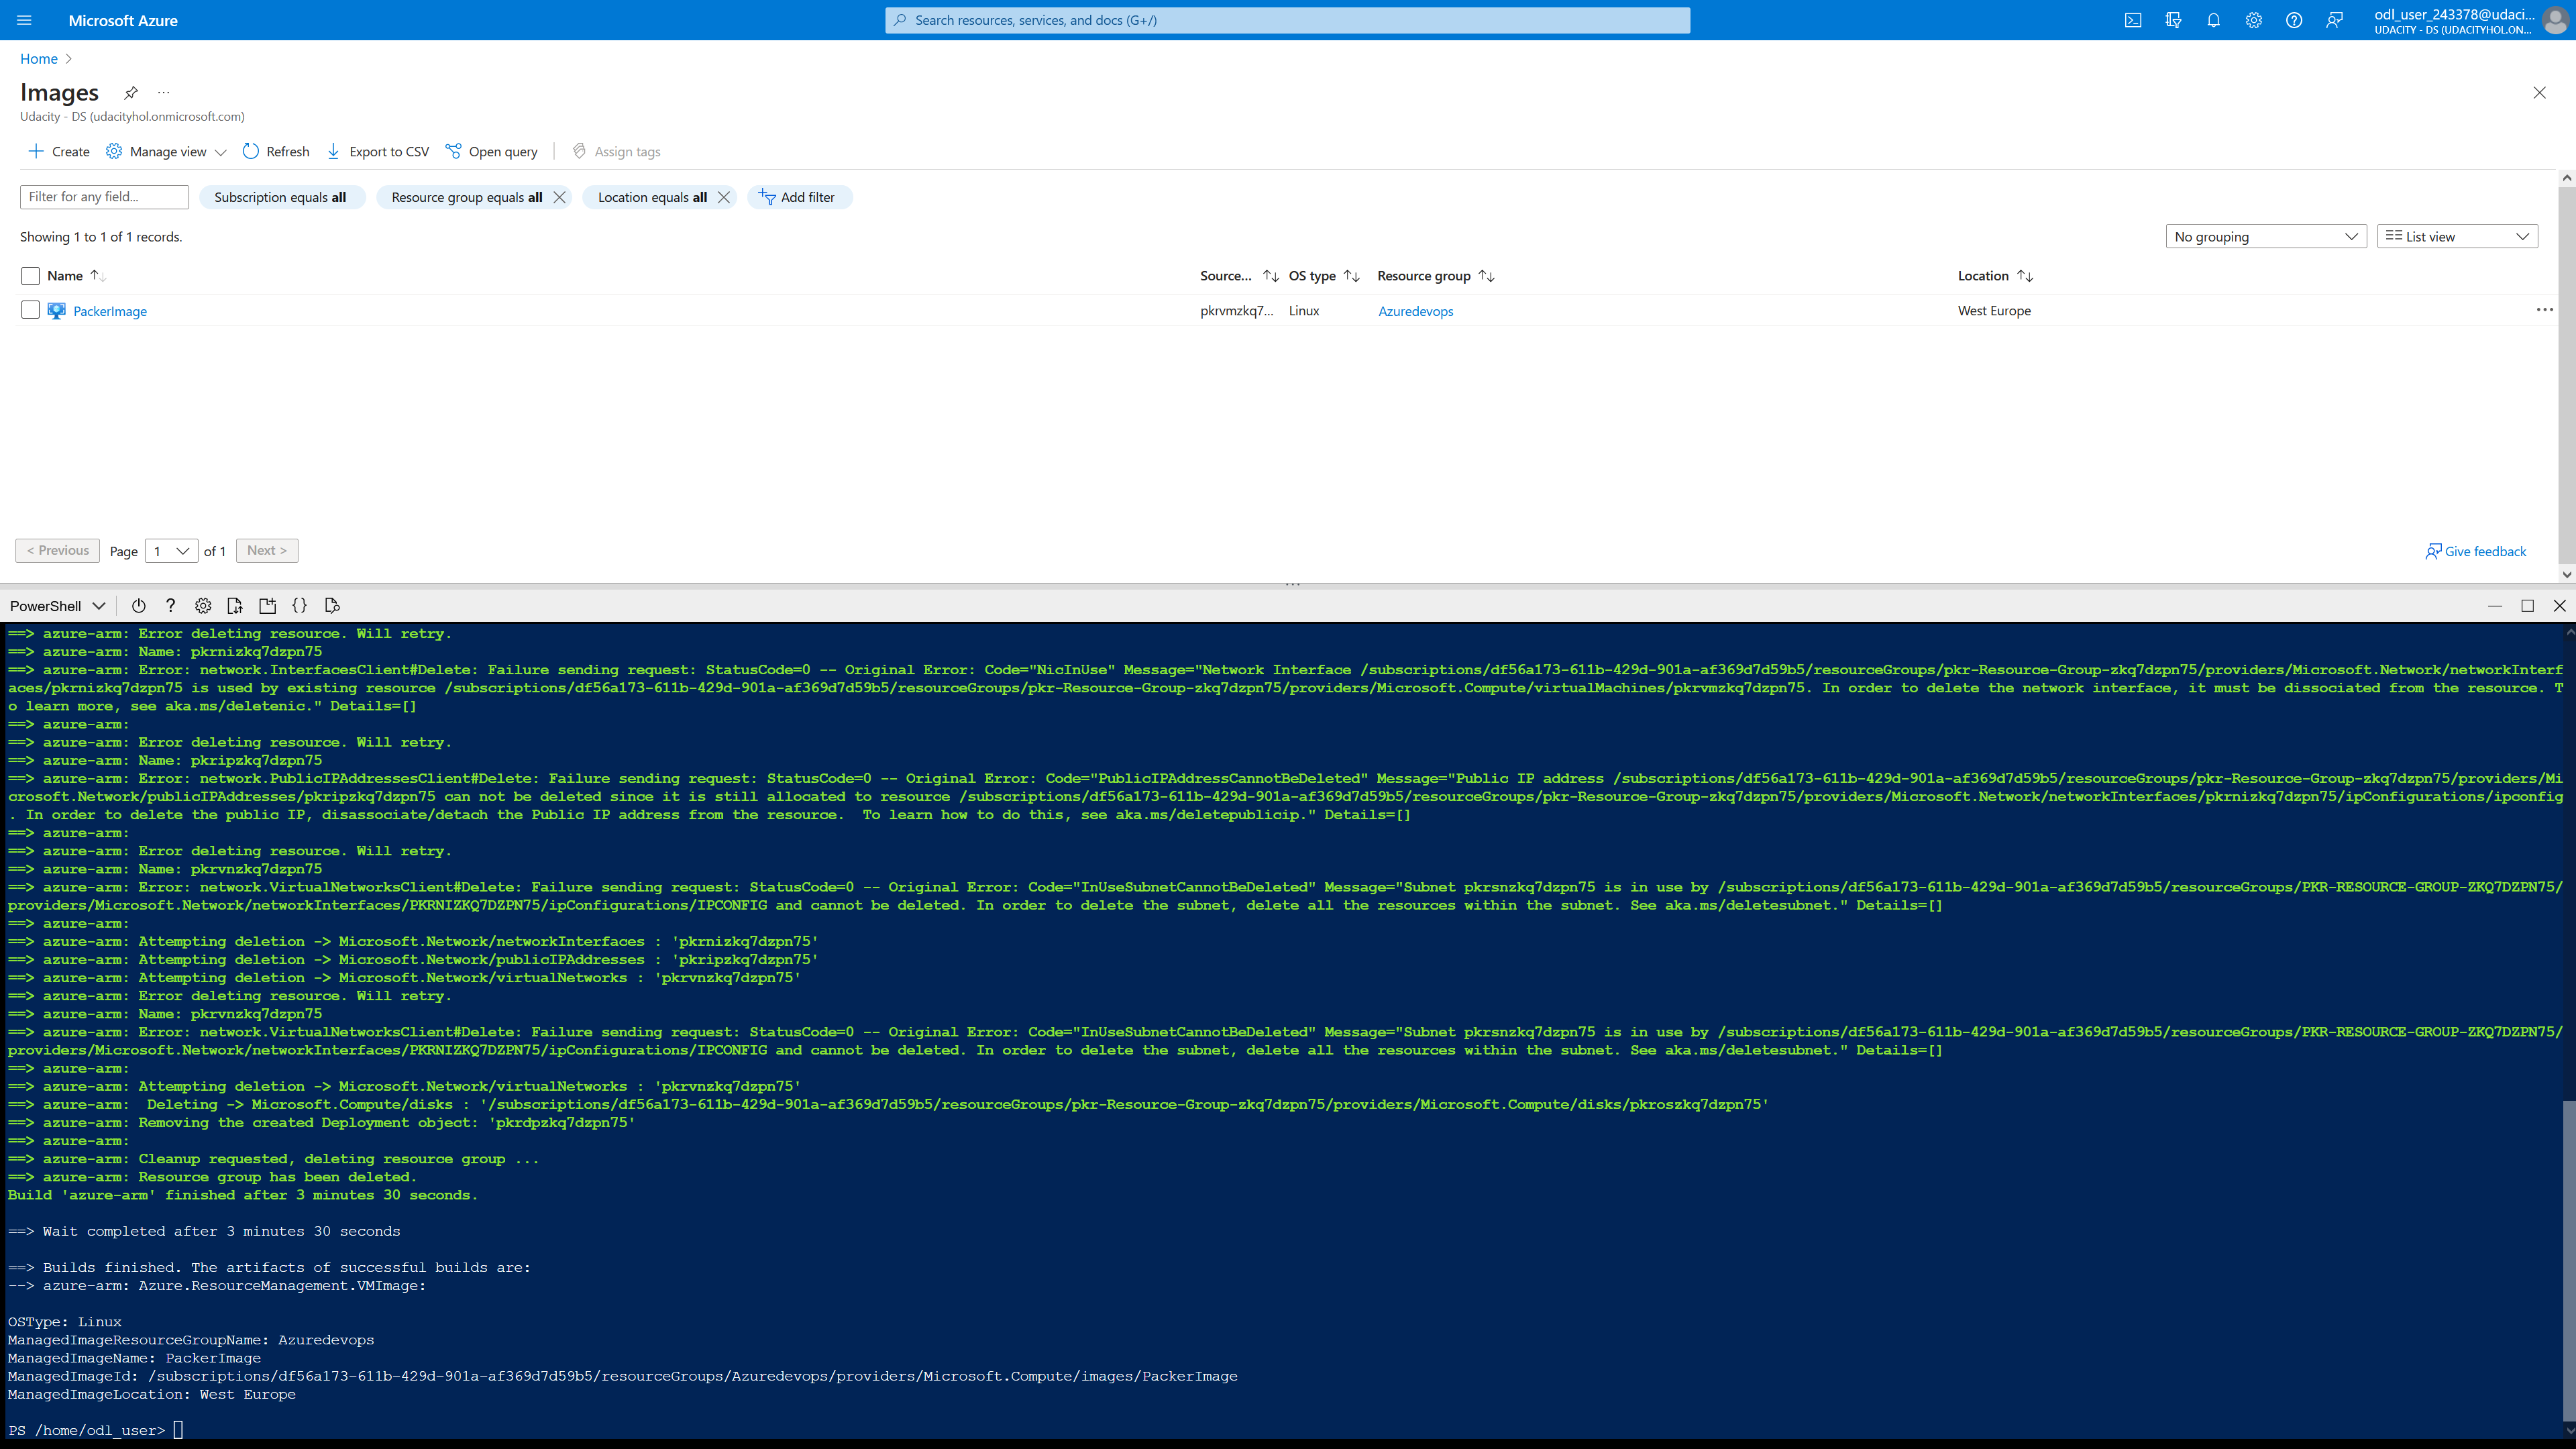 Microsoft Azure
Search resources, services, and docs (G+/)
odl_user_243378@udaci...
UDACITY - DS (UDACITYHOL.ON...
Home
Images
Udacity - DS (udacityhol.onmicrosoft.com)
Create Manage view Refresh Export to CSV Open query Assign tags
Filter for any field... Subscription equals all Resource group equals all Location equals all Add filter
Showing 1 to 1 of 1 records. No grouping List view
Name Source... OS type Resource group Location
PackerImage pkrvmzkq7... Linux Azuredevops West Europe
< Previous Page 1 of 1 Next > Give feedback
PowerShell
==> azure-arm: Error deleting resource. Will retry.
==> azure-arm: Name: pkrnizkq7dzpn75
==> azure-arm: Error: network.InterfacesClient#Delete: Failure sending request: StatusCode=0 -- Original Error: Code="NicInUse" Message="Network Interface /subscriptions/df56a173-611b-429d-901a-af369d7d59b5/resourceGroups/pkr-Resource-Group-zkq7dzpn75/providers/Microsoft.Network/networkInterf
aces/pkrnizkq7dzpn75 is used by existing resource /subscriptions/df56a173-611b-429d-901a-af369d7d59b5/resourceGroups/pkr-Resource-Group-zkq7dzpn75/providers/Microsoft.Compute/virtualMachines/pkrvmzkq7dzpn75. In order to delete the network interface, it must be dissociated from the resource. T
o learn more, see aka.ms/deletenic." Details=[]
==> azure-arm:
==> azure-arm: Error deleting resource. Will retry.
==> azure-arm: Name: pkripzkq7dzpn75
==> azure-arm: Error: network.PublicIPAddressesClient#Delete: Failure sending request: StatusCode=0 -- Original Error: Code="PublicIPAddressCannotBeDeleted" Message="Public IP address /subscriptions/df56a173-611b-429d-901a-af369d7d59b5/resourceGroups/pkr-Resource-Group-zkq7dzpn75/providers/Mi
crosoft.Network/publicIPAddresses/pkripzkq7dzpn75 can not be deleted since it is still allocated to resource /subscriptions/df56a173-611b-429d-901a-af369d7d59b5/resourceGroups/pkr-Resource-Group-zkq7dzpn75/providers/Microsoft.Network/networkInterfaces/pkrnizkq7dzpn75/ipConfigurations/ipconfig
. In order to delete the public IP, disassociate/detach the Public IP address from the resource.  To learn how to do this, see aka.ms/deletepublicip." Details=[]
==> azure-arm:
==> azure-arm: Error deleting resource. Will retry.
==> azure-arm: Name: pkrvnzkq7dzpn75
==> azure-arm: Error: network.VirtualNetworksClient#Delete: Failure sending request: StatusCode=0 -- Original Error: Code="InUseSubnetCannotBeDeleted" Message="Subnet pkrsnzkq7dzpn75 is in use by /subscriptions/df56a173-611b-429d-901a-af369d7d59b5/resourceGroups/PKR-RESOURCE-GROUP-ZKQ7DZPN75/
providers/Microsoft.Network/networkInterfaces/PKRNIZKQ7DZPN75/ipConfigurations/IPCONFIG and cannot be deleted. In order to delete the subnet, delete all the resources within the subnet. See aka.ms/deletesubnet." Details=[]
==> azure-arm:
==> azure-arm: Attempting deletion -> Microsoft.Network/networkInterfaces : 'pkrnizkq7dzpn75'
==> azure-arm: Attempting deletion -> Microsoft.Network/publicIPAddresses : 'pkripzkq7dzpn75'
==> azure-arm: Attempting deletion -> Microsoft.Network/virtualNetworks : 'pkrvnzkq7dzpn75'
==> azure-arm: Error deleting resource. Will retry.
==> azure-arm: Name: pkrvnzkq7dzpn75
==> azure-arm: Error: network.VirtualNetworksClient#Delete: Failure sending request: StatusCode=0 -- Original Error: Code="InUseSubnetCannotBeDeleted" Message="Subnet pkrsnzkq7dzpn75 is in use by /subscriptions/df56a173-611b-429d-901a-af369d7d59b5/resourceGroups/PKR-RESOURCE-GROUP-ZKQ7DZPN75/
providers/Microsoft.Network/networkInterfaces/PKRNIZKQ7DZPN75/ipConfigurations/IPCONFIG and cannot be deleted. In order to delete the subnet, delete all the resources within the subnet. See aka.ms/deletesubnet." Details=[]
==> azure-arm:
==> azure-arm: Attempting deletion -> Microsoft.Network/virtualNetworks : 'pkrvnzkq7dzpn75'
==> azure-arm:  Deleting -> Microsoft.Compute/disks : '/subscriptions/df56a173-611b-429d-901a-af369d7d59b5/resourceGroups/pkr-Resource-Group-zkq7dzpn75/providers/Microsoft.Compute/disks/pkroszkq7dzpn75'
==> azure-arm: Removing the created Deployment object: 'pkrdpzkq7dzpn75'
==> azure-arm:
==> azure-arm: Cleanup requested, deleting resource group ...
==> azure-arm: Resource group has been deleted.
Build 'azure-arm' finished after 3 minutes 30 seconds.
==> Wait completed after 3 minutes 30 seconds
==> Builds finished. The artifacts of successful builds are:
--> azure-arm: Azure.ResourceManagement.VMImage:
OSType: Linux
ManagedImageResourceGroupName: Azuredevops
ManagedImageName: PackerImage
ManagedImageId: /subscriptions/df56a173-611b-429d-901a-af369d7d59b5/resourceGroups/Azuredevops/providers/Microsoft.Compute/images/PackerImage
ManagedImageLocation: West Europe
PS /home/odl_user>